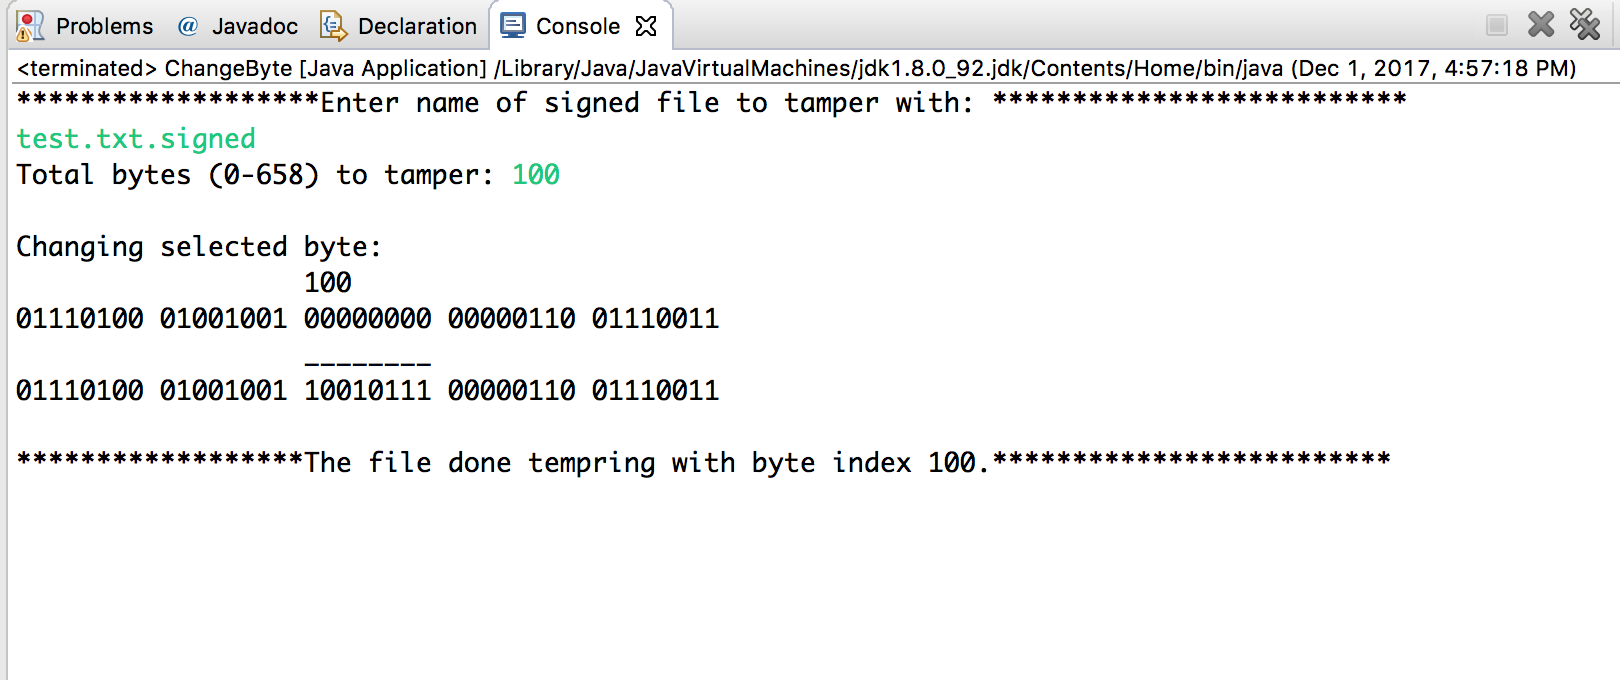 Problems @ Javadoc Declaration Console
<terminated> ChangeByte [Java Application] /Library/Java/JavaVirtualMachines/jdk1.8.0_92.jdk/Contents/Home/bin/java (Dec 1, 2017, 4:57:18 PM)
*******************Enter name of signed file to tamper with: **************************
test.txt.signed
Total bytes (0-658) to tamper: 100
Changing selected byte:
100
01110100 01001001 00000000 00000110 01110011
________
01110100 01001001 10010111 00000110 01110011
******************The file done tempring with byte index 100.*************************